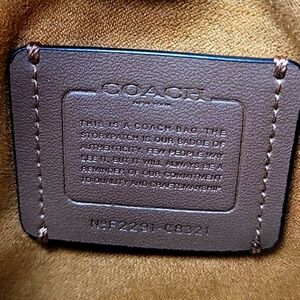 COACH
NEW YORK
THIS IS A COACH BAG. THE
STORYPATCH IS OUR BADGE OF
AUTHENTICITY. FEW PEOPLE MAY
SEE IT, BUT IT WILL ALWAYS BE A
REMINDER OF OUR COMMITMENT
TO QUALITY AND CRAFTSMANSHIP.
NºF2291-C8321